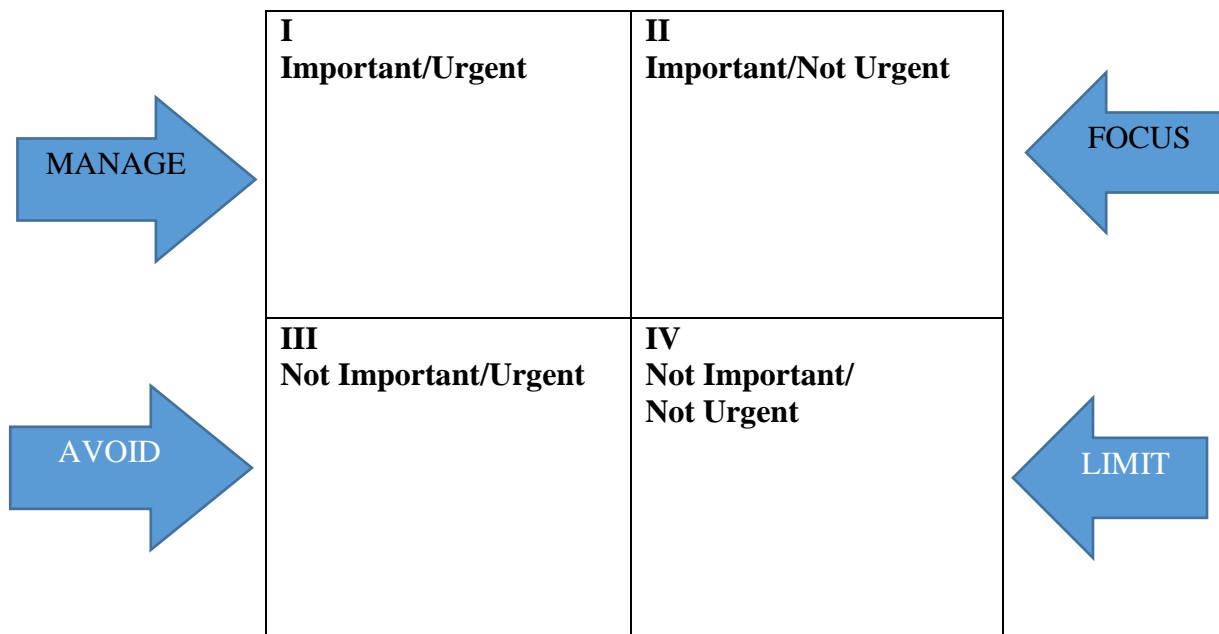 I
Important/Urgent
II
Important/Not Urgent
MANAGE
FOCUS
III
Not Important/Urgent
IV
Not Important/
Not Urgent
AVOID
LIMIT